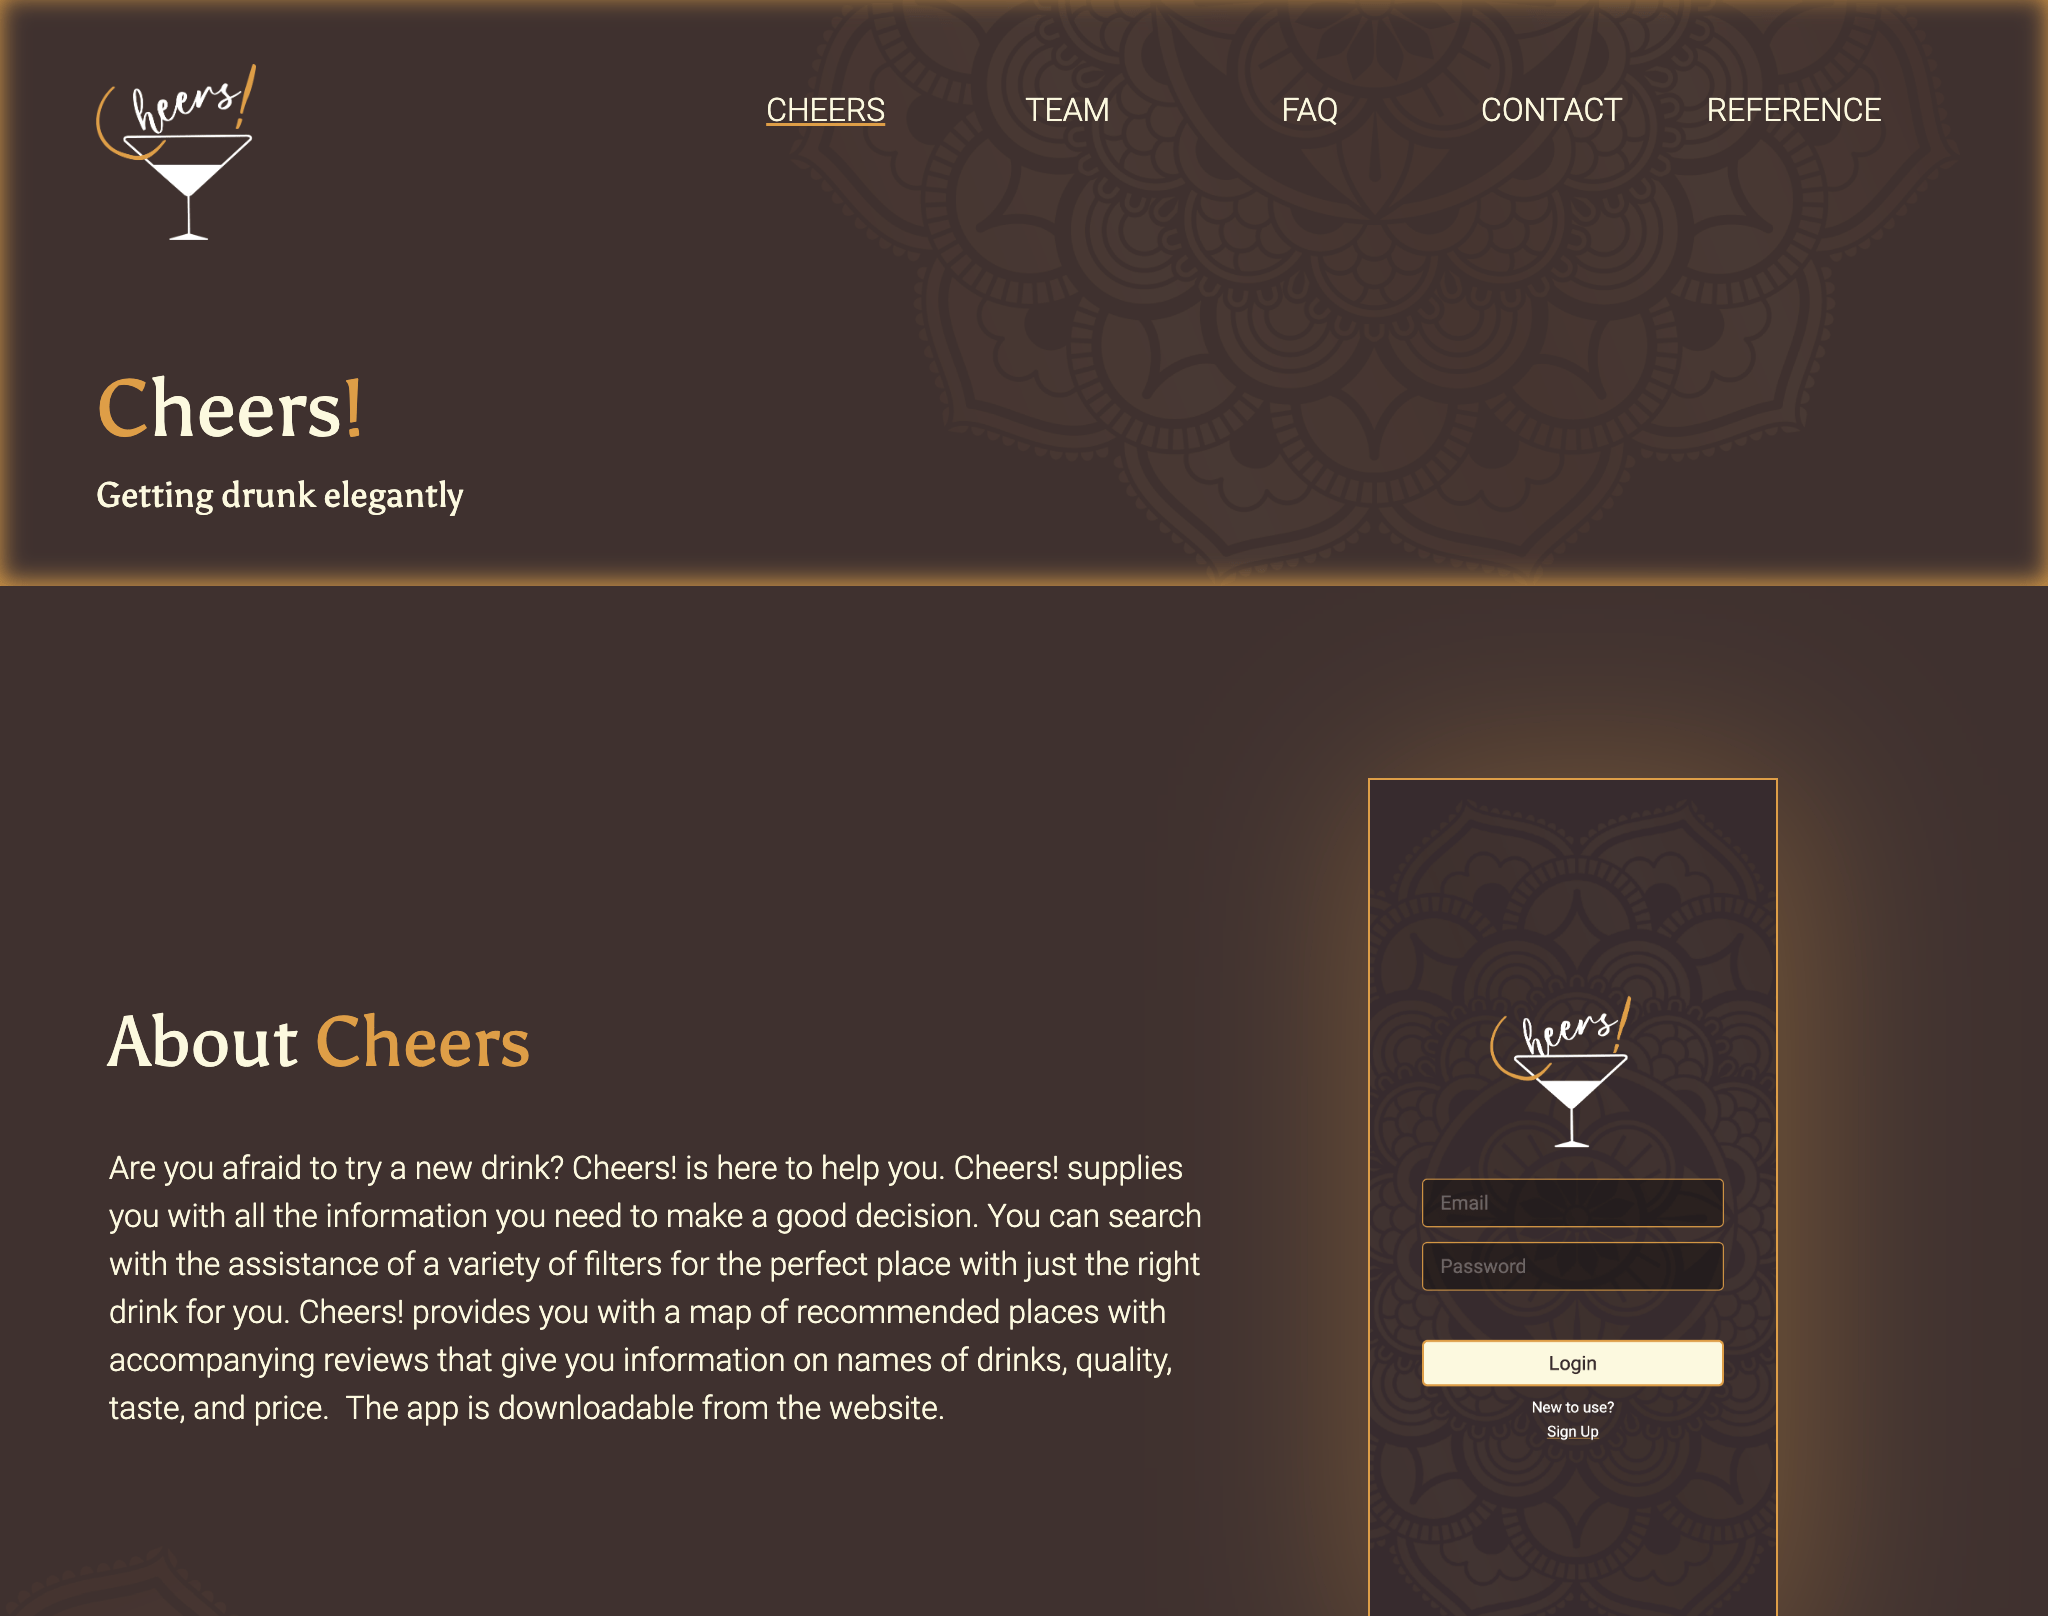 Cheers!
CHEERS TEAM FAQ CONTACT REFERENCE
Cheers!
Getting drunk elegantly
About Cheers
Are you afraid to try a new drink? Cheers! is here to help you. Cheers! supplies
you with all the information you need to make a good decision. You can search
with the assistance of a variety of filters for the perfect place with just the right
drink for you. Cheers! provides you with a map of recommended places with
accompanying reviews that give you information on names of drinks, quality,
taste, and price.  The app is downloadable from the website.
Cheers!
Email
Password
Login
New to use?
Sign Up